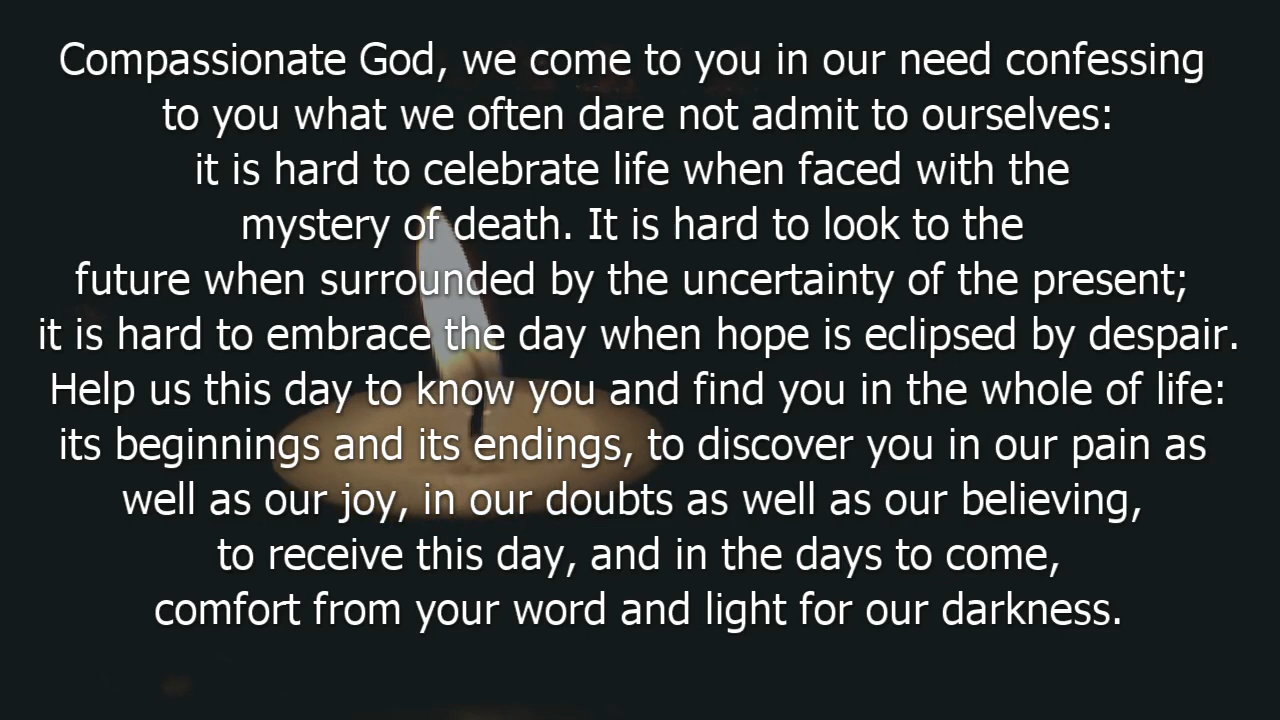 Compassionate God, we come to you in our need confessing
to you what we often dare not admit to ourselves:
it is hard to celebrate life when faced with the
mystery of death. It is hard to look to the
future when surrounded by the uncertainty of the present;
it is hard to embrace the day when hope is eclipsed by despair.
Help us this day to know you and find you in the whole of life:
its beginnings and its endings, to discover you in our pain as
well as our joy, in our doubts as well as our believing,
to receive this day, and in the days to come,
comfort from your word and light for our darkness.